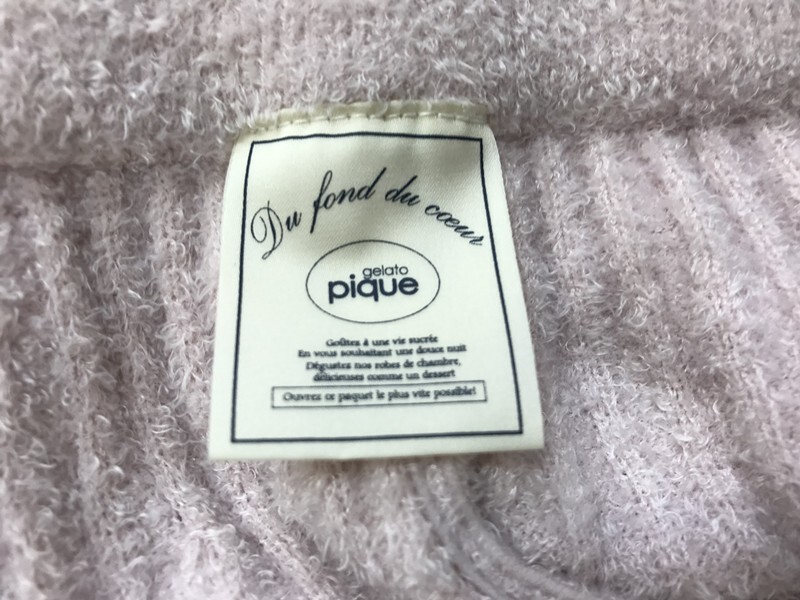 Du fond du cœur
gelato
pique
Goûtez à une vie sucrée
En vous souhaitant une douce nuit
Dégustez nos robes de chambre,
délicieuses comme un dessert
Ouvrez ce paquet le plus vite possible!